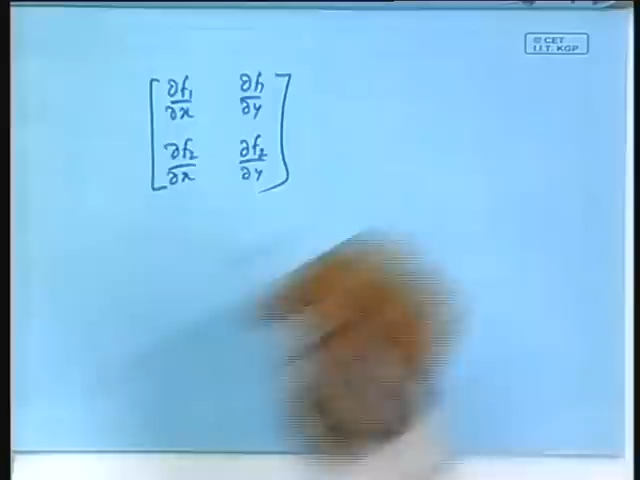 © CET
I.I.T. KGP
∂f₁/∂x ∂f₁/∂y
∂f₂/∂x ∂f₂/∂y